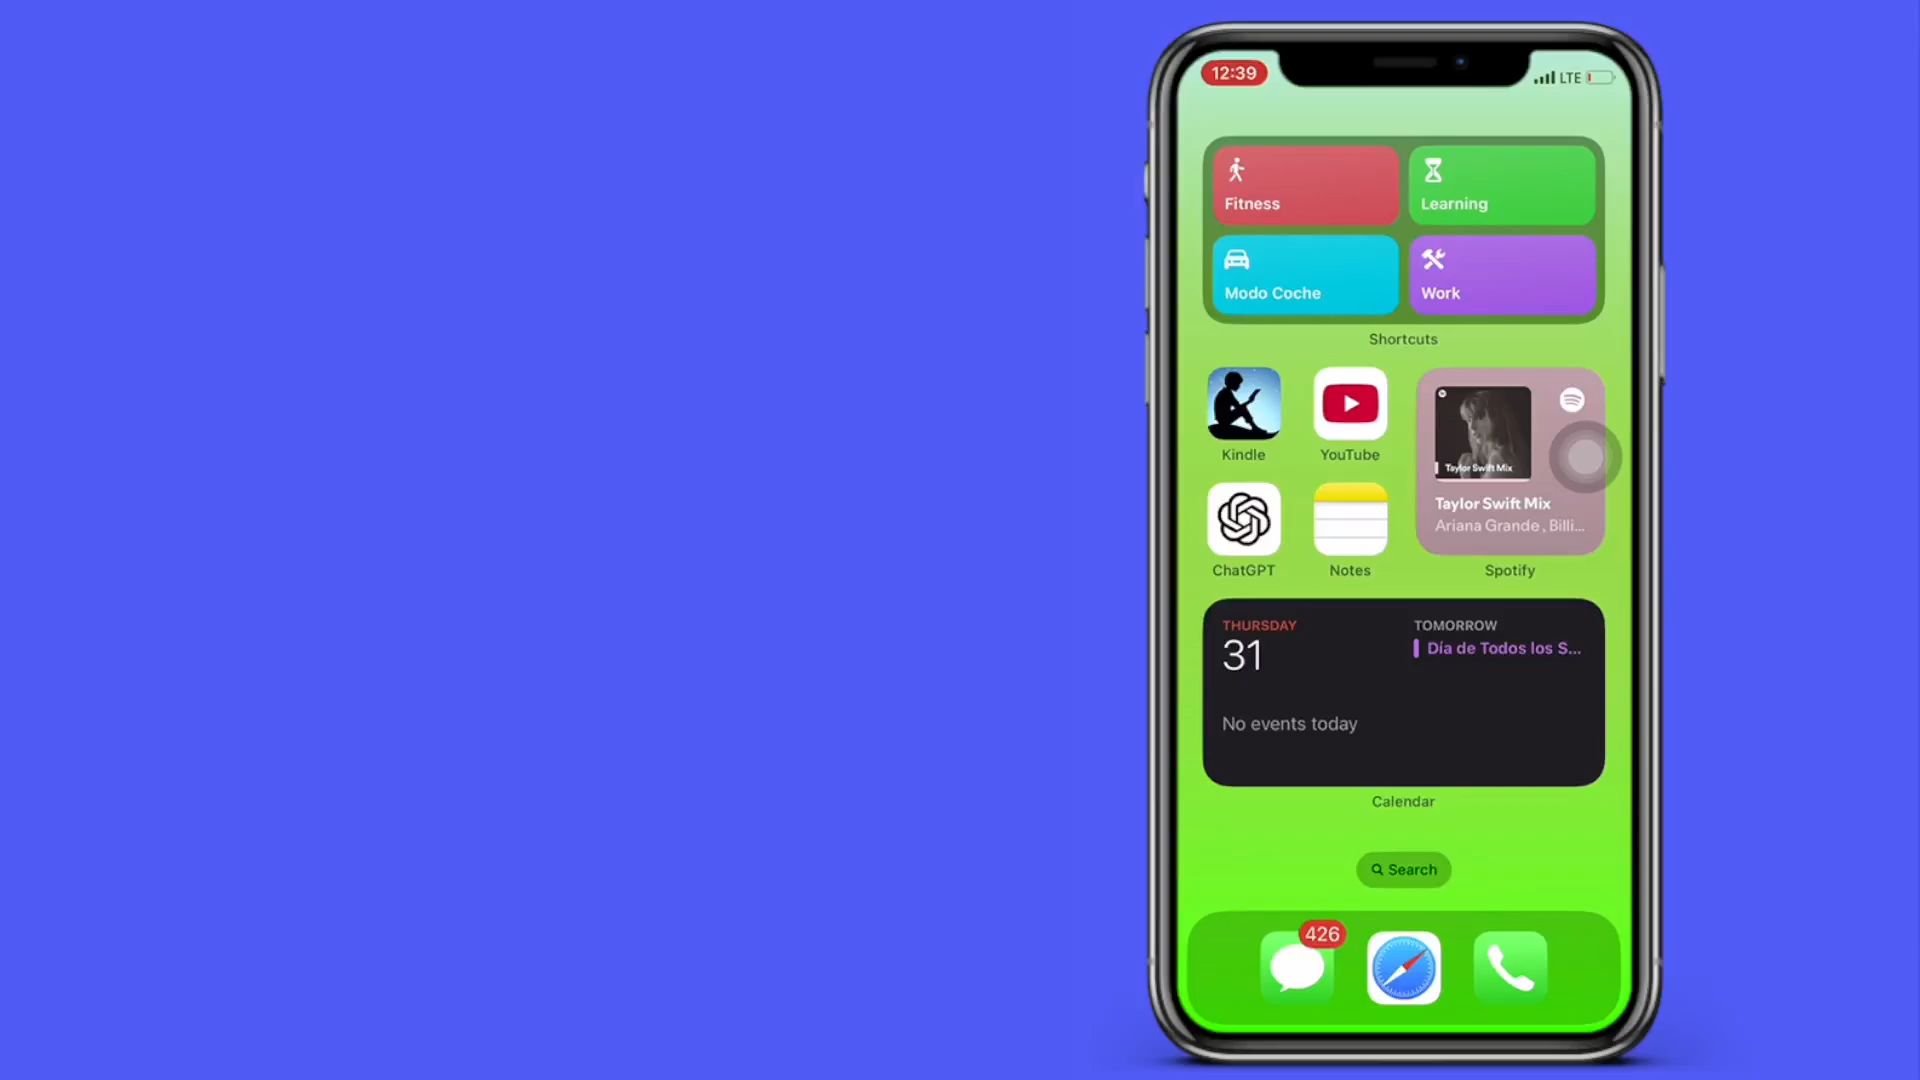 12:39
LTE
Fitness
Learning
Modo Coche
Work
Shortcuts
Kindle
YouTube
Taylor Swift Mix
Taylor Swift Mix
Ariana Grande, Billi...
ChatGPT
Notes
Spotify
THURSDAY
31
No events today
TOMORROW
Día de Todos los S...
Calendar
Search
426